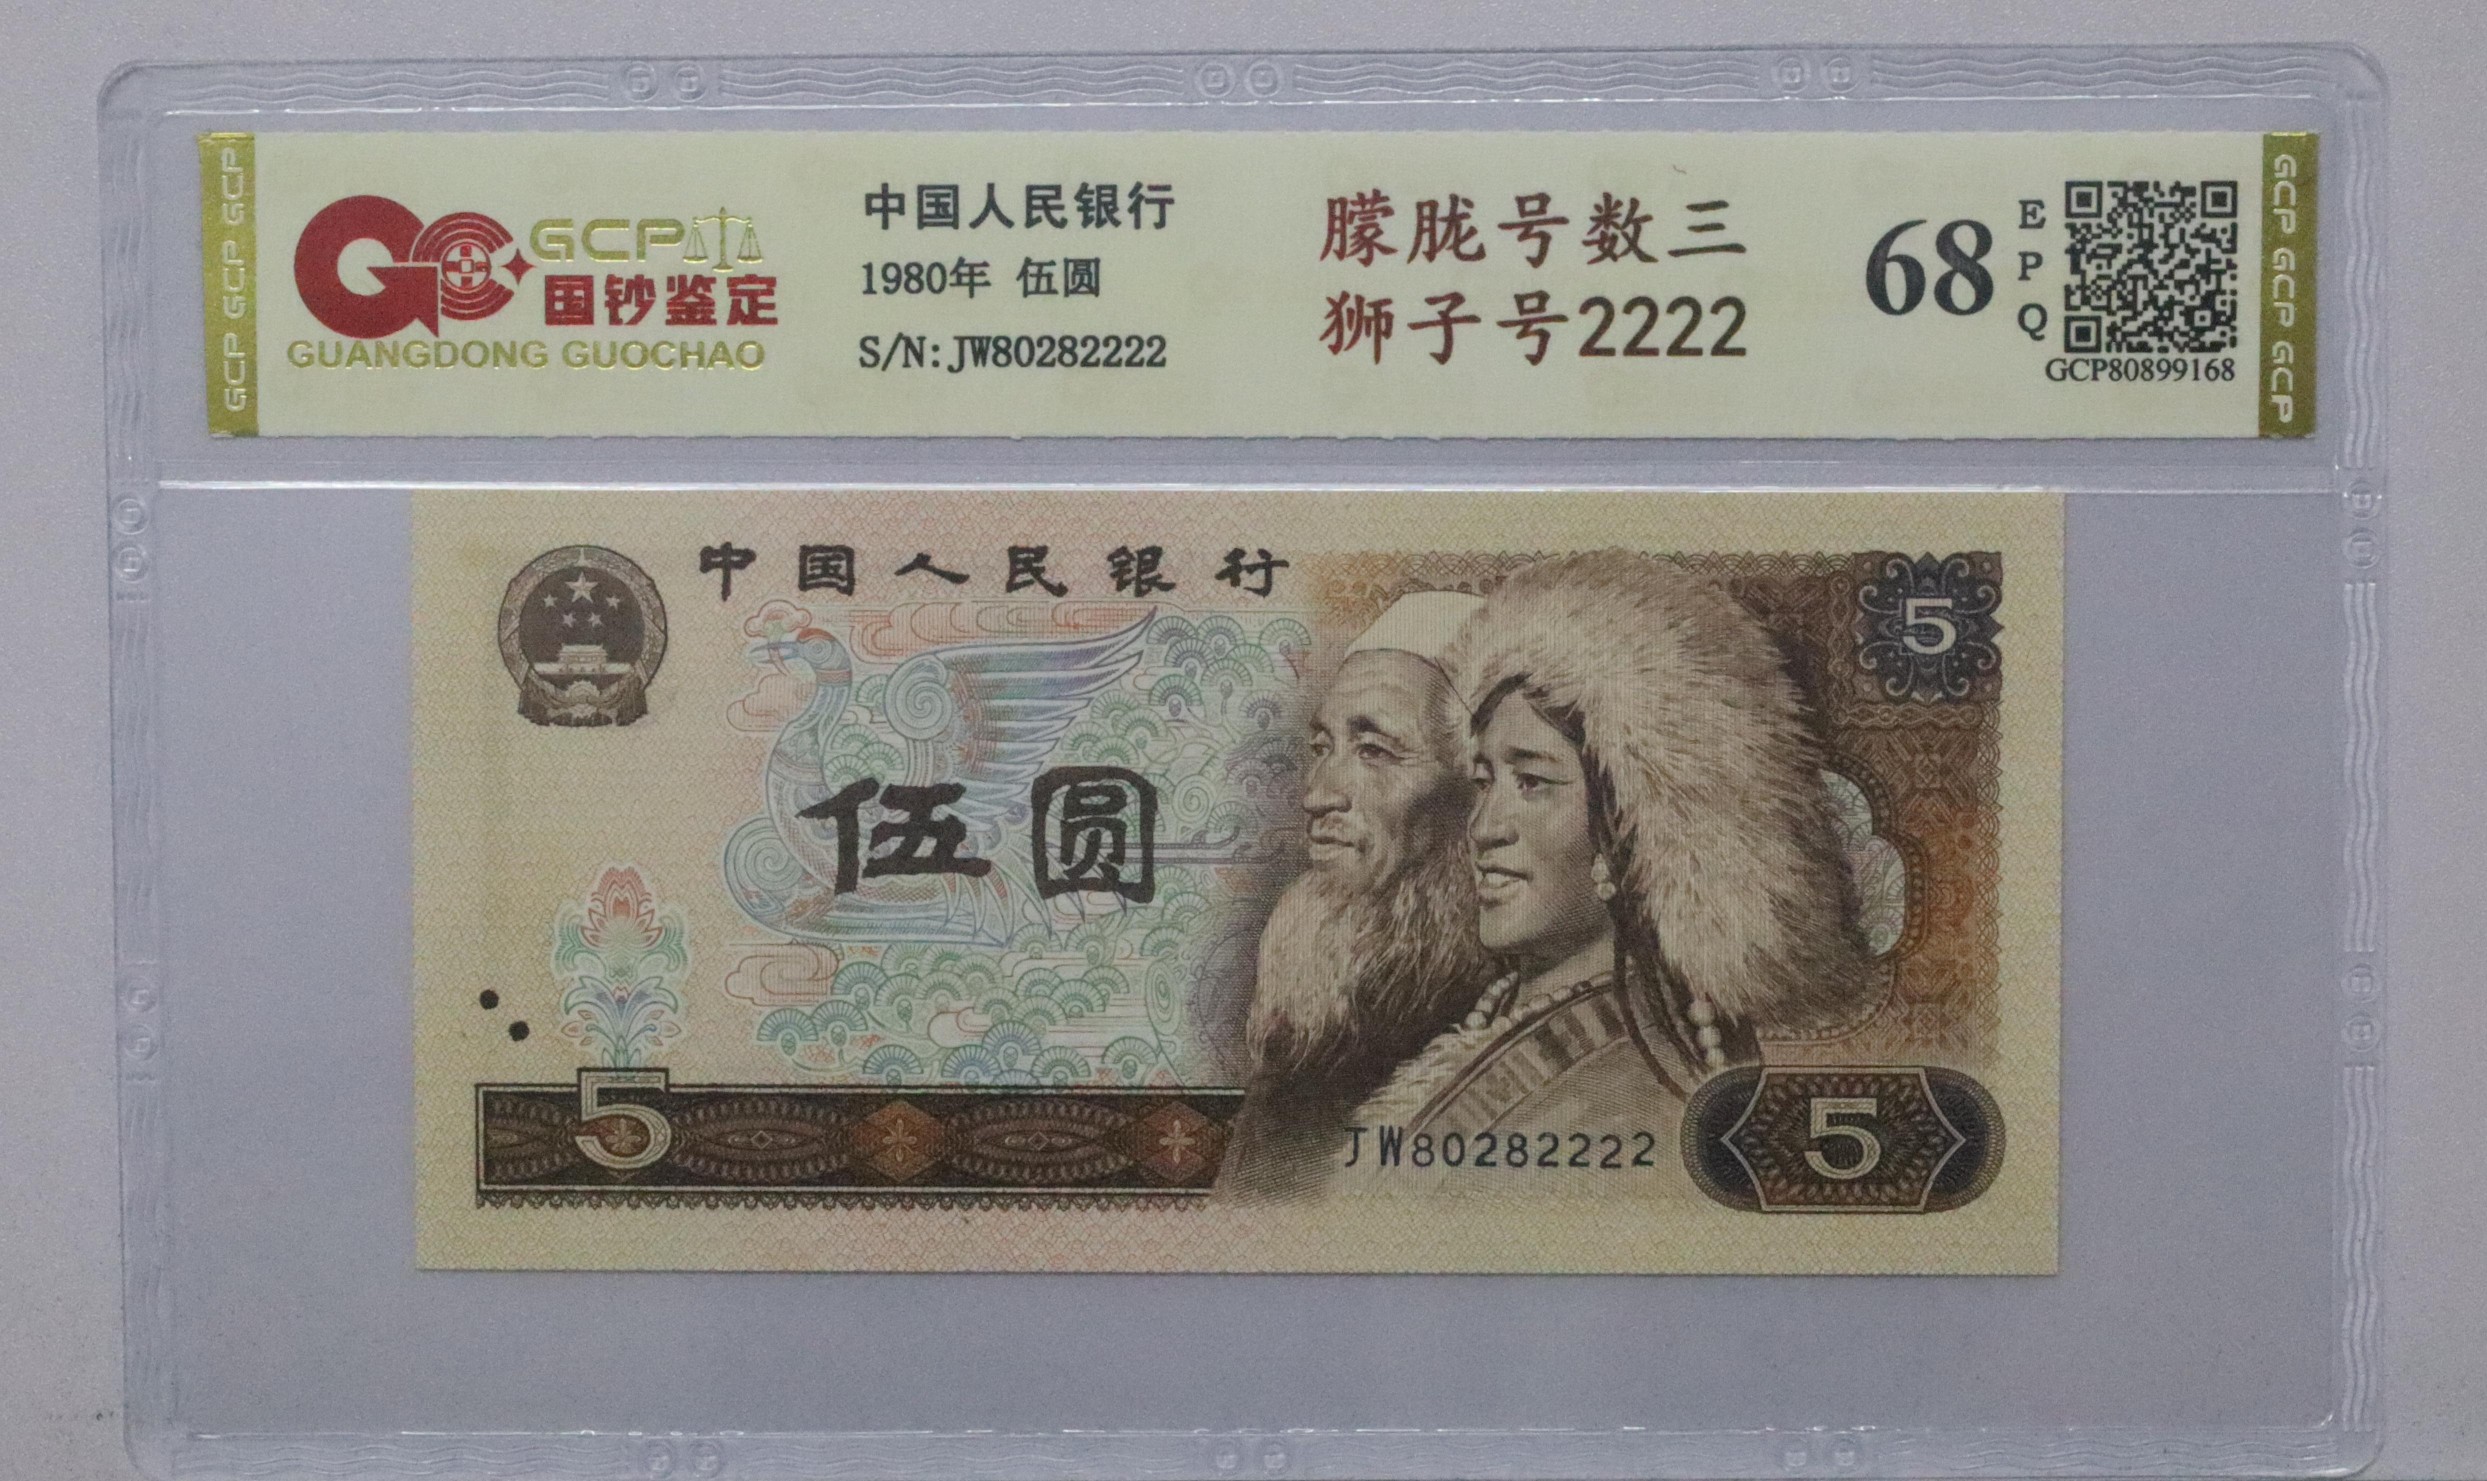 GCP GCP GCP
GCP
国钞鉴定
GUANGDONG GUOCHAO
中国人民银行
1980年 伍圆
S/N:JW80282222
朦胧号数三
狮子号2222
68
EPQ
GCP80899168
GCP GCP GCP
中国人民银行
5
伍圆
5
JW80282222
5